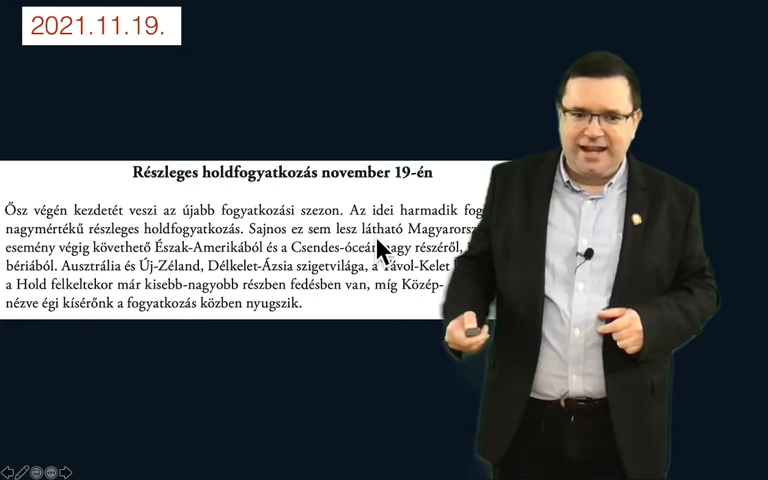 2021.11.19.
Részleges holdfogyatkozás november 19-én
Ősz végén kezdetét veszi az újabb fogyatkozási szezon. Az idei harmadik
nagymértékű részleges holdfogyatkozás. Sajnos ez sem lesz látható
esemény végig követhető Észak-Amerikából és a nagy részéről,
bériából. Ausztrália és Új-Zéland, Délkelet-Ázsia szigetvilága, a Távol-Kelet
a Hold felkeltekor már kisebb-nagyobb részben fedésben van, míg Közép-
nézve égi kísérőnk a fogyatkozás közben nyugszik.